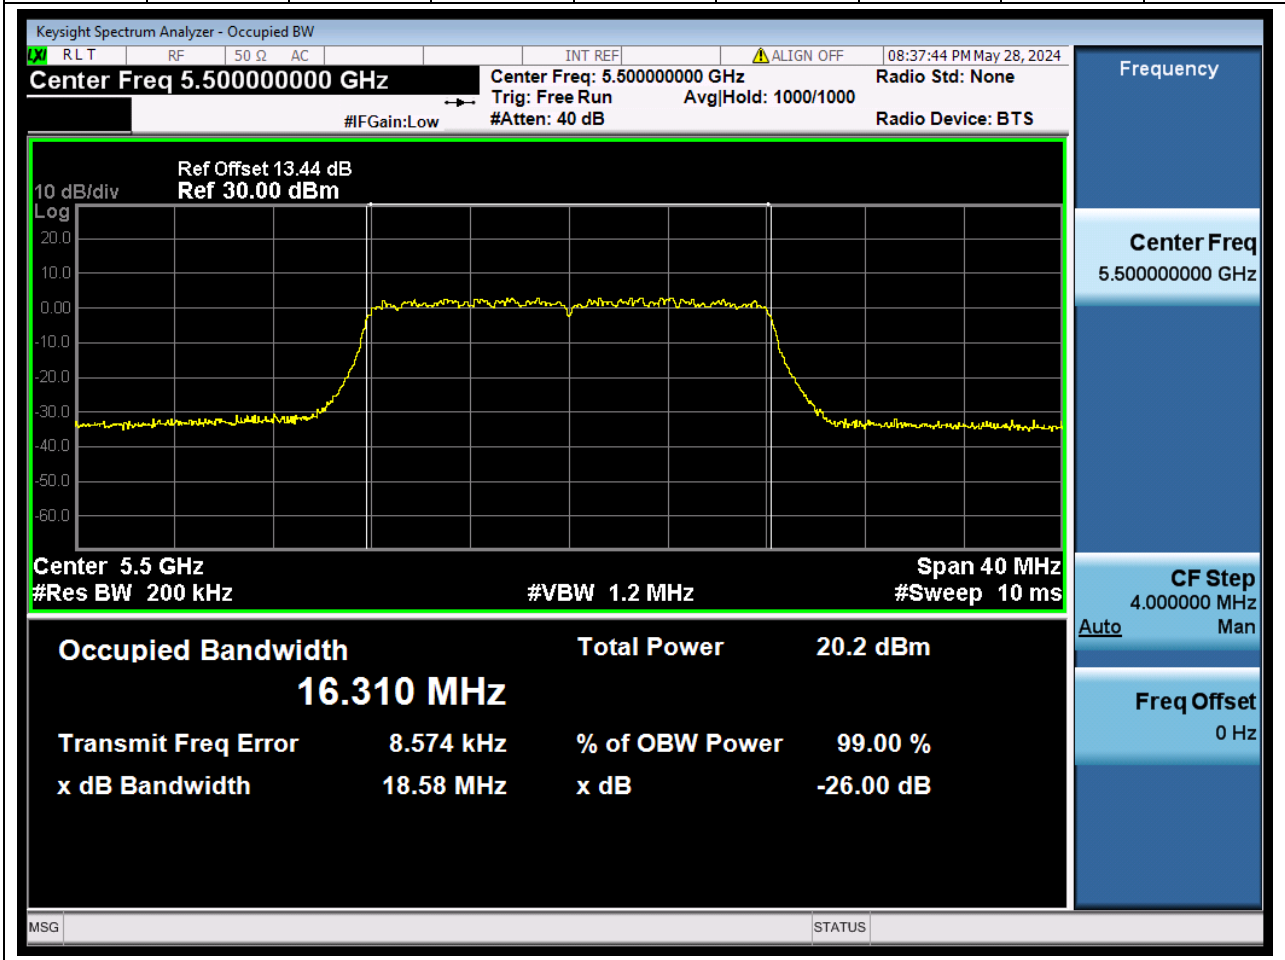 Keysight Spectrum Analyzer - Occupied BW
LXI RLT RF 50 Ω AC INT REF ALIGN OFF 08:37:44 PM May 28, 2024
Center Freq 5.500000000 GHz
Center Freq: 5.500000000 GHz
Radio Std: None
Trig: Free Run Avg|Hold: 1000/1000
#IFGain:Low #Atten: 40 dB Radio Device: BTS
Ref Offset 13.44 dB
10 dB/div Ref 30.00 dBm
Log
20.0
10.0
0.00
-10.0
-20.0
-30.0
-40.0
-50.0
-60.0
Center 5.5 GHz Span 40 MHz
#Res BW 200 kHz #VBW 1.2 MHz #Sweep 10 ms
Occupied Bandwidth Total Power 20.2 dBm
16.310 MHz
Transmit Freq Error 8.574 kHz % of OBW Power 99.00 %
x dB Bandwidth 18.58 MHz x dB -26.00 dB
MSG STATUS
Frequency
Center Freq
5.500000000 GHz
CF Step
4.000000 MHz
Auto Man
Freq Offset
0 Hz